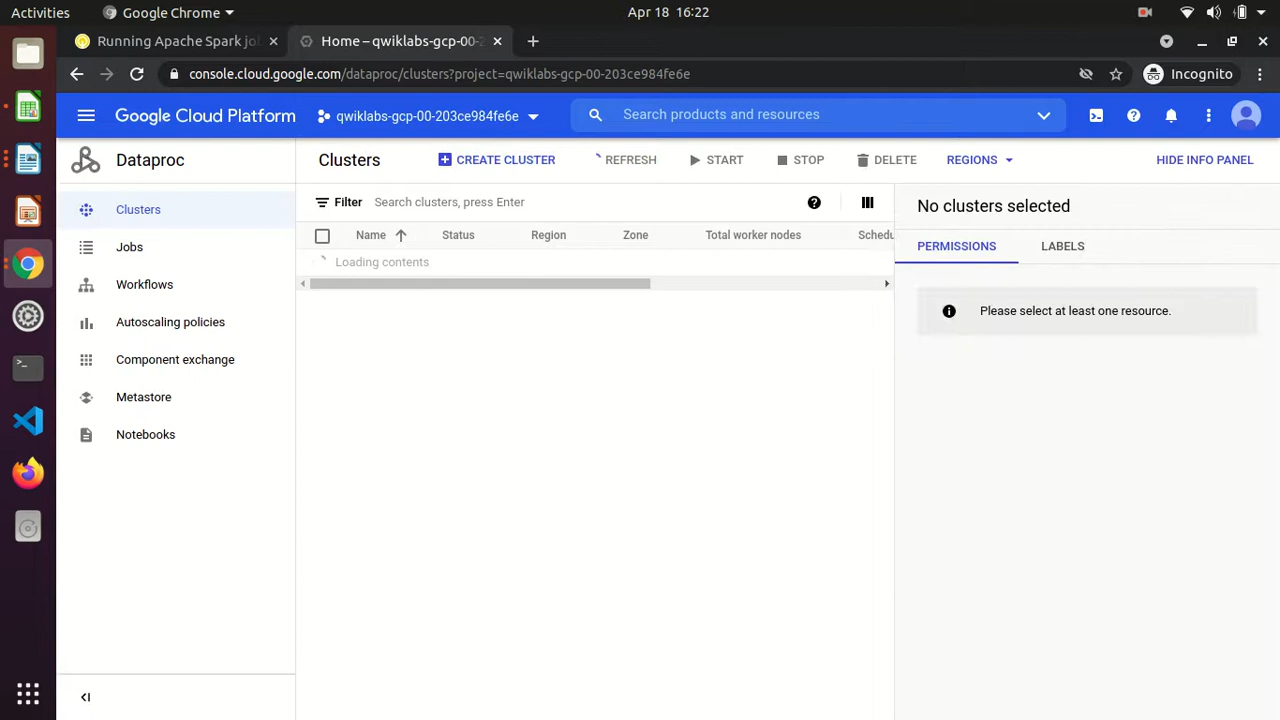 Activities
Google Chrome
Apr 18 16:22
Running Apache Spark jo
Home – qwiklabs-gcp-00-2
console.cloud.google.com/dataproc/clusters?project=qwiklabs-gcp-00-203ce984fe6e
Incognito
Google Cloud Platform
qwiklabs-gcp-00-203ce984fe6e
Search products and resources
Dataproc
Clusters
CREATE CLUSTER
REFRESH
START
STOP
DELETE
REGIONS
HIDE INFO PANEL
Clusters
Jobs
Workflows
Autoscaling policies
Component exchange
Metastore
Notebooks
Filter
Search clusters, press Enter
Name
Status
Region
Zone
Total worker nodes
Schedu
Loading contents
No clusters selected
PERMISSIONS
LABELS
Please select at least one resource.